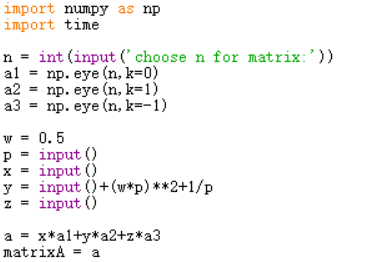 import numpy as np
import time
n = int(input('choose n for matrix:'))
a1 = np.eye(n,k=0)
a2 = np.eye(n,k=1)
a3 = np.eye(n,k=-1)
w = 0.5
p = input()
x = input()
y = input()+(w*p)**2+1/p
z = input()
a = x*a1+y*a2+z*a3
matrixA = a